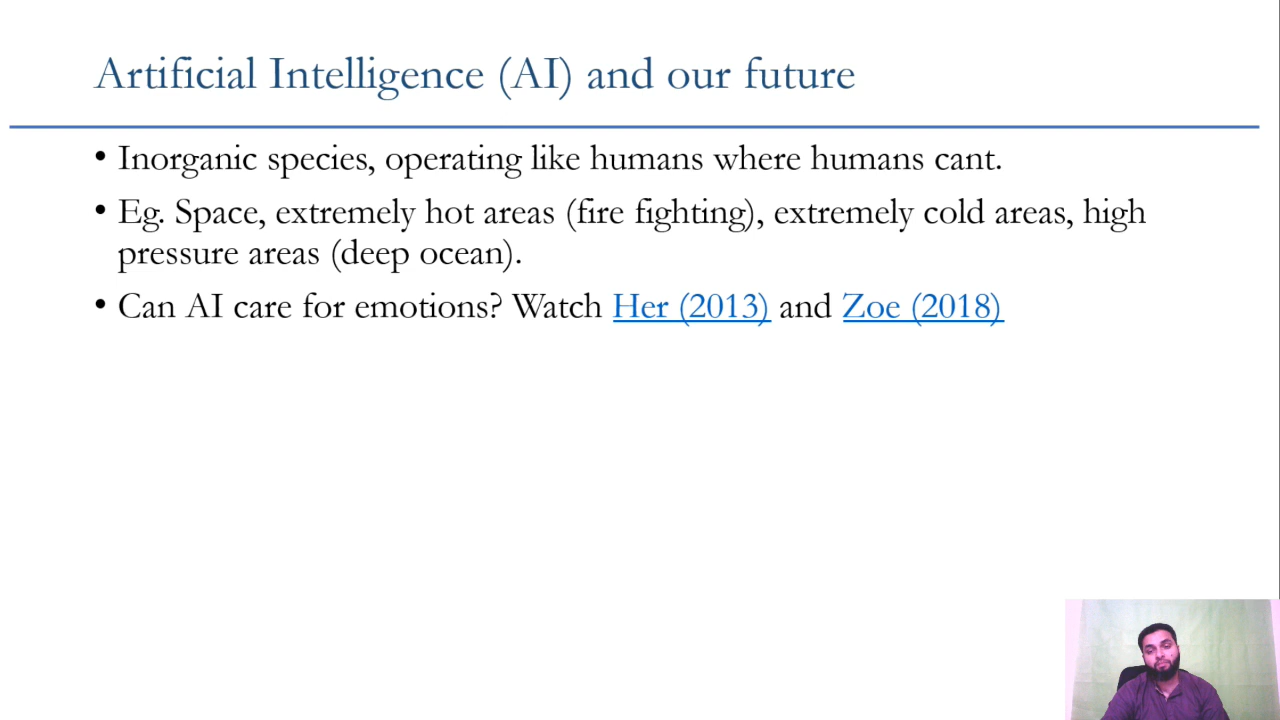 Artificial Intelligence (AI) and our future
• Inorganic species, operating like humans where humans cant.
• Eg. Space, extremely hot areas (fire fighting), extremely cold areas, high
pressure areas (deep ocean).
• Can AI care for emotions? Watch Her (2013) and Zoe (2018)